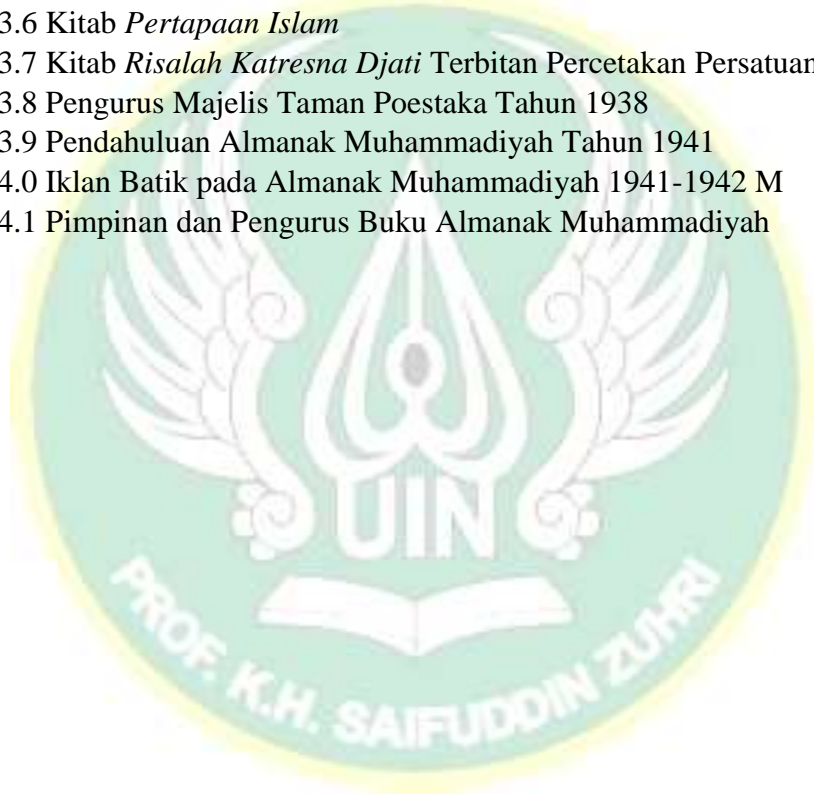 3.6 Kitab Pertapaan Islam
3.7 Kitab Risalah Katresna Djati Terbitan Percetakan Persatuan
3.8 Pengurus Majelis Taman Poestaka Tahun 1938
3.9 Pendahuluan Almanak Muhammadiyah Tahun 1941
4.0 Iklan Batik pada Almanak Muhammadiyah 1941-1942 M
4.1 Pimpinan dan Pengurus Buku Almanak Muhammadiyah
UIN
PROF. K.H. SAIFUDDIN ZUHRI